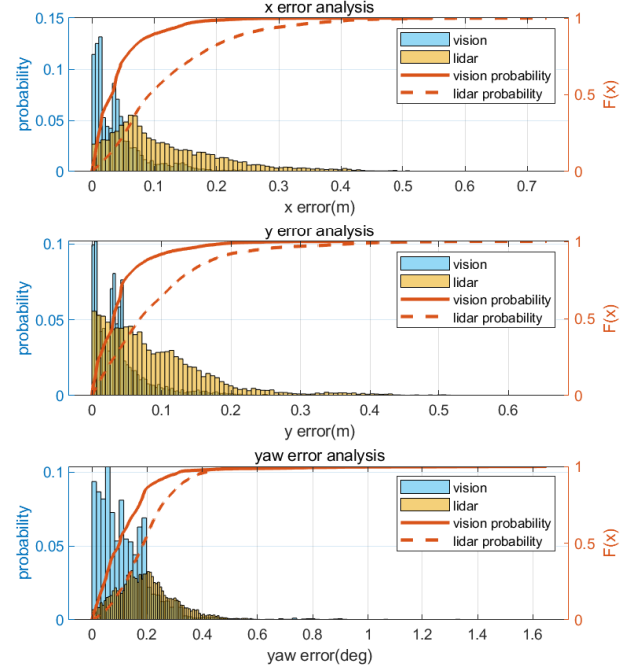 x error analysis
0.15
0.1
0.05
0
probability
1
0.5
0
F(x)
vision
lidar
vision probability
lidar probability
0 0.1 0.2 0.3 0.4 0.5 0.6 0.7
x error(m)
y error analysis
0.1
0.05
0
probability
1
0.5
0
F(x)
vision
lidar
vision probability
lidar probability
0 0.1 0.2 0.3 0.4 0.5 0.6
y error(m)
yaw error analysis
0.1
0.05
0
probability
1
0.5
0
F(x)
vision
lidar
vision probability
lidar probability
0 0.2 0.4 0.6 0.8 1 1.2 1.4 1.6
yaw error(deg)